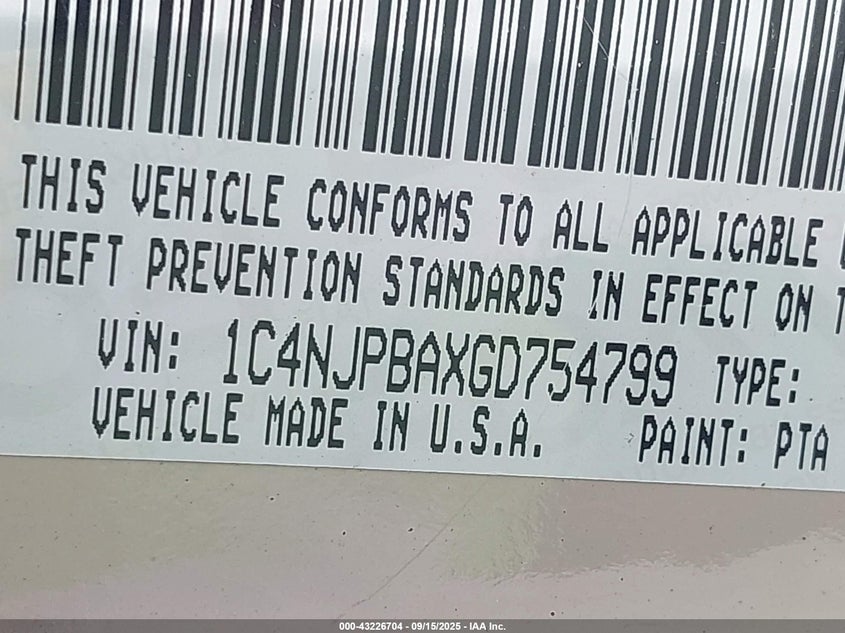 THIS VEHICLE CONFORMS TO ALL APPLICABLE
THEFT PREVENTION STANDARDS IN EFFECT ON
VIN: 1C4NJPBAXGD754799 TYPE:
VEHICLE MADE IN U.S.A. PAINT: PTA
000-43226704 - 09/15/2025 - IAA Inc.